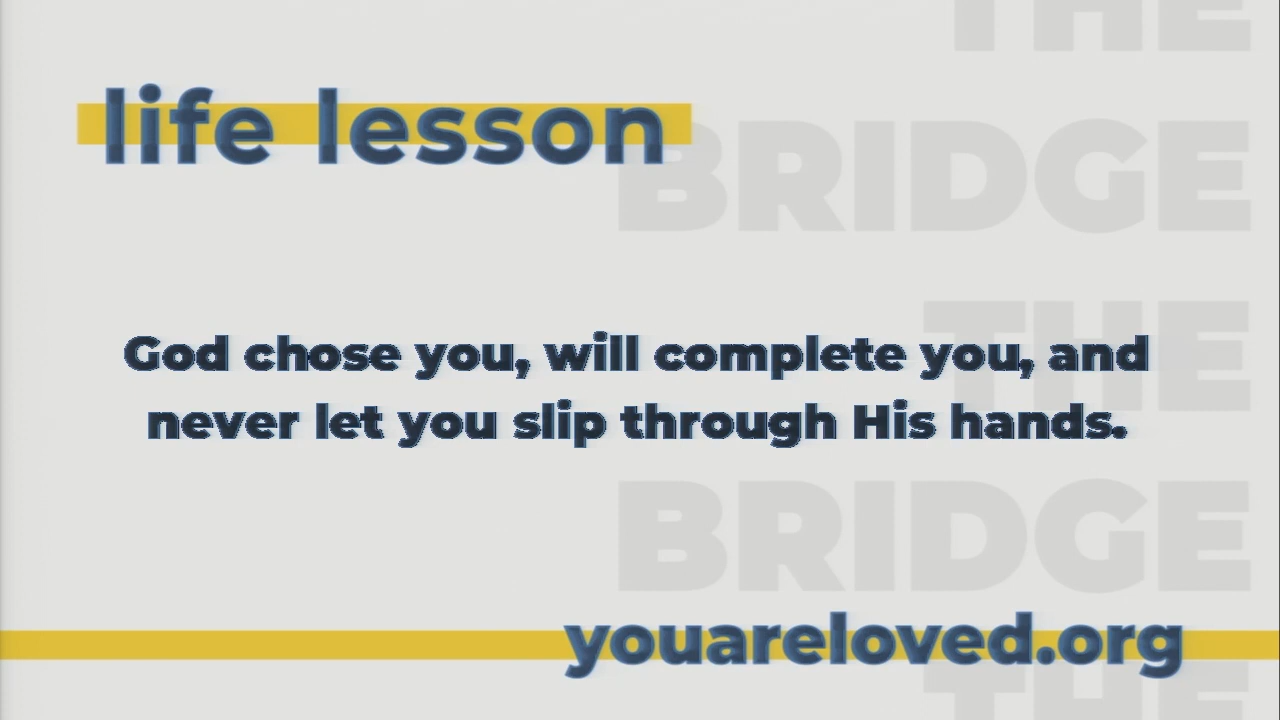 THE
life lesson
BRIDGE
THE
God chose you, will complete you, and
never let you slip through His hands.
BRIDGE
youareloved.org
THE